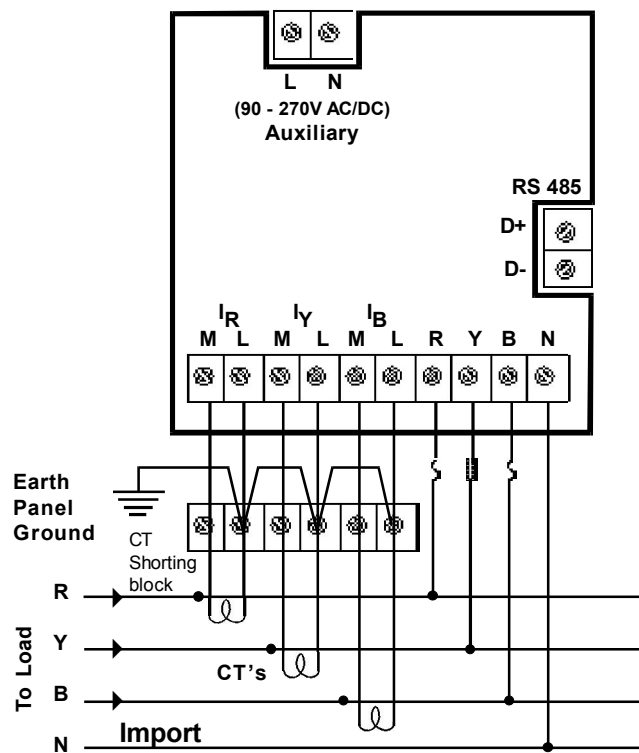 L N
(90 - 270V AC/DC)
Auxiliary
RS 485
D+
D-
IR IY IB
M L M L M L R Y B N
Earth
Panel
Ground
CT
Shorting
block
R
Y
CT's
B
N
To Load
Import